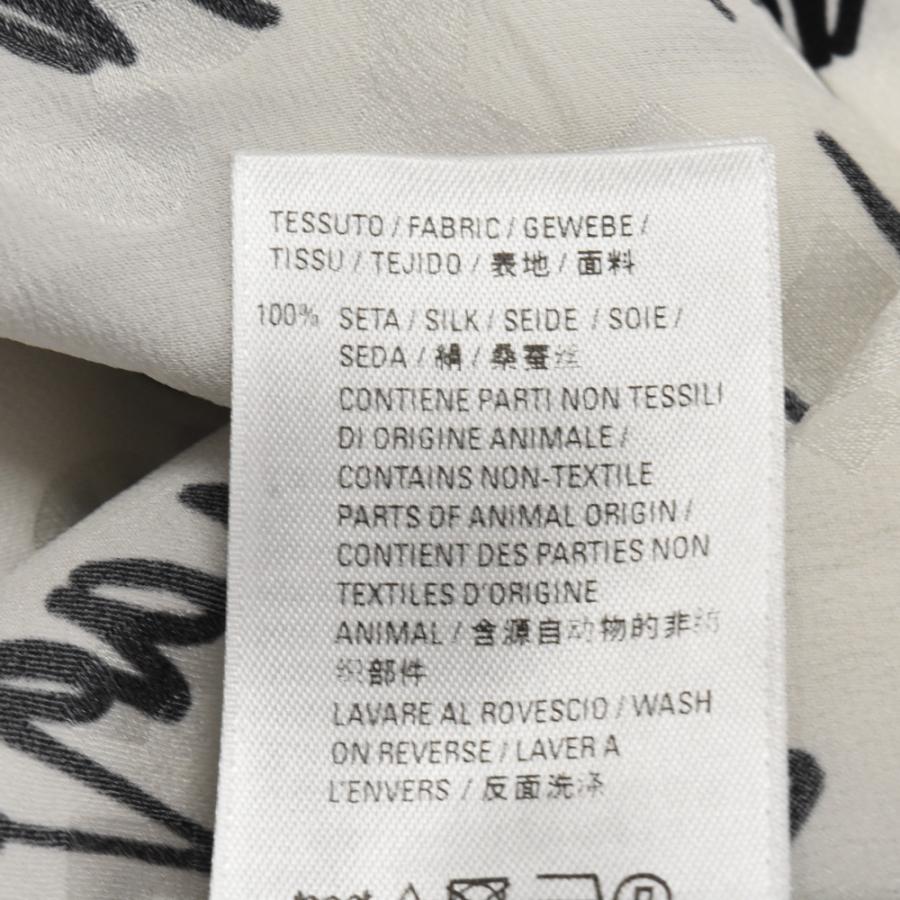 TESSUTO / FABRIC / GEWEBE /
TISSU / TEJIDO / 表地 / 面料
100% SETA / SILK / SEIDE / SOIE /
SEDA / 絹 / 桑蚕丝
CONTIENE PARTI NON TESSILI
DI ORIGINE ANIMALE /
CONTAINS NON-TEXTILE
PARTS OF ANIMAL ORIGIN /
CONTIENT DES PARTIES NON
TEXTILES D'ORIGINE
ANIMAL / 含源自动物的非纺
织部件
LAVARE AL ROVESCIO / WASH
ON REVERSE / LAVER A
L'ENVERS / 反面洗涤